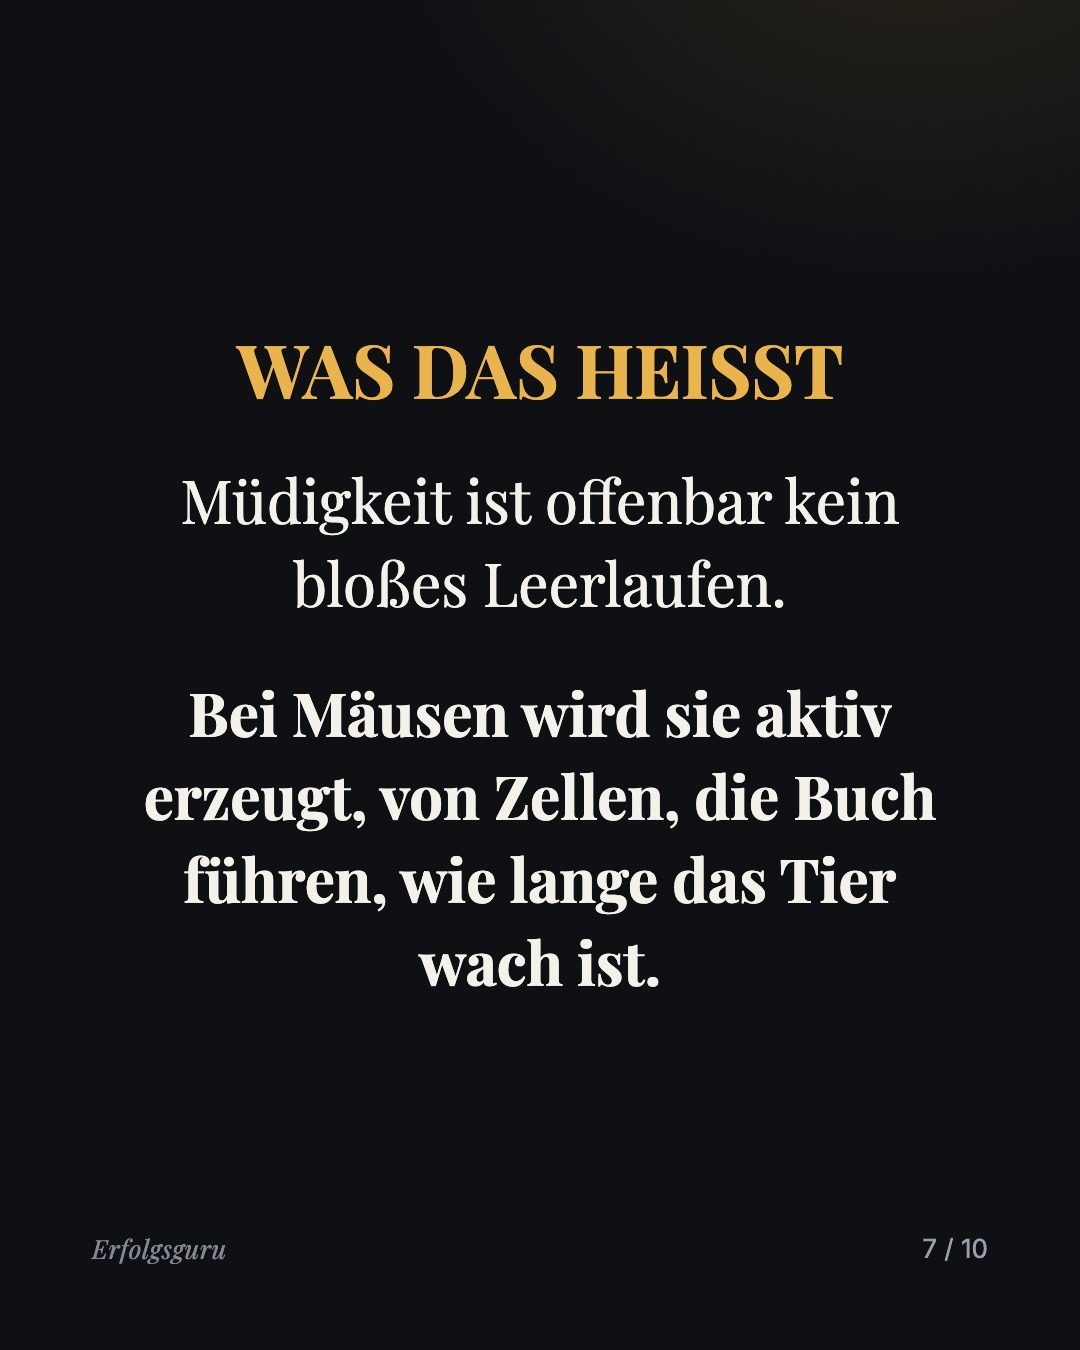 WAS DAS HEISST
Müdigkeit ist offenbar kein
bloßes Leerlaufen.
Bei Mäusen wird sie aktiv
erzeugt, von Zellen, die Buch
führen, wie lange das Tier
wach ist.
Erfolgsguru
7 / 10